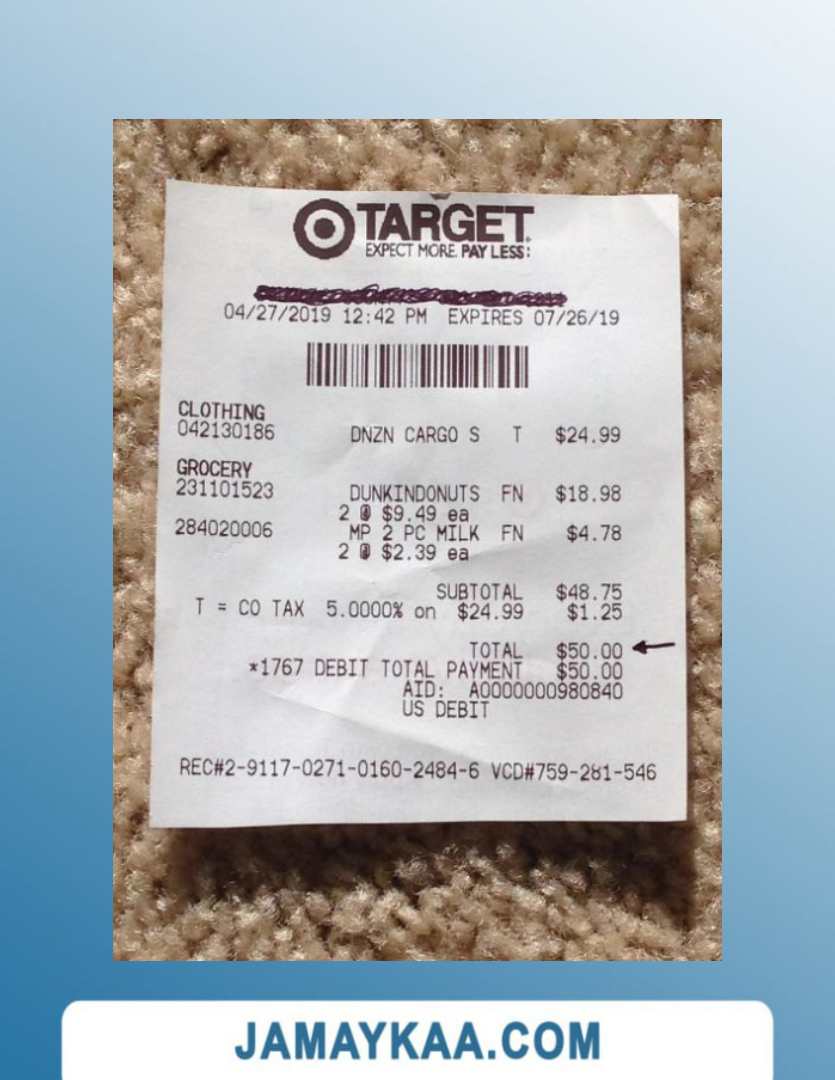 TARGET
EXPECT MORE. PAY LESS.
04/27/2019 12:42 PM EXPIRES 07/26/19
CLOTHING
042130186 DNZN CARGO S T $24.99
GROCERY
231101523 DUNKINDONUTS FN $18.98
2 @ $9.49 ea
284020006 MP 2 PC MILK FN $4.78
2 @ $2.39 ea
SUBTOTAL $48.75
T = CO TAX 5.0000% on $24.99 $1.25
TOTAL $50.00
*1767 DEBIT TOTAL PAYMENT $50.00
AID: A0000000980840
US DEBIT
REC#2-9117-0271-0160-2484-6 VCD#759-281-546
JAMAYKAA.COM